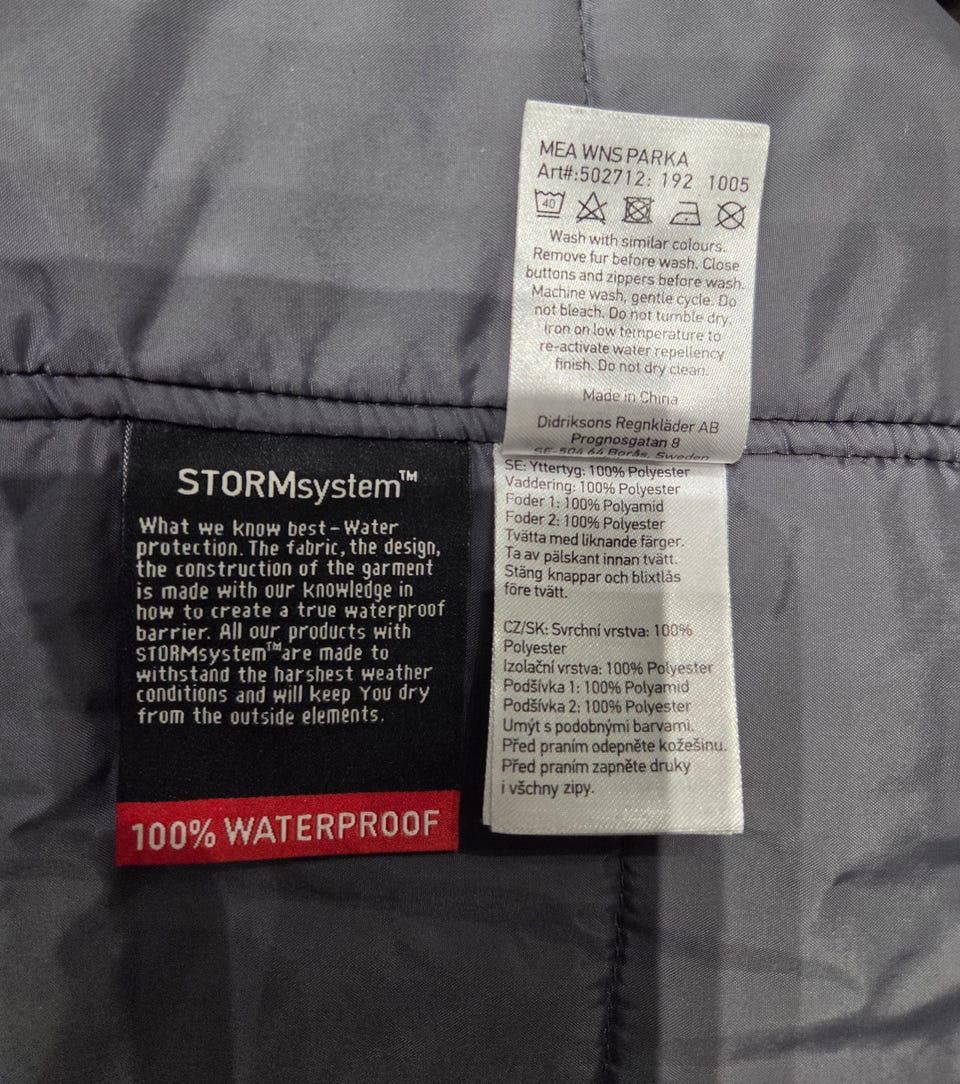 MEA WNS PARKA
Art#:502712: 192 1005
40
Wash with similar colours.
Remove fur before wash. Close
buttons and zippers before wash.
Machine wash, gentle cycle. Do
not bleach. Do not tumble dry.
Iron on low temperature to
re-activate water repellency
finish. Do not dry clean.
Made in China
Didriksons Regnkläder AB
Prognosgatan 8
SE-504 64 Borås, Sweden
SE: Yttertyg: 100% Polyester
Vaddering: 100% Polyester
Foder 1: 100% Polyamid
Foder 2: 100% Polyester
Tvätta med liknande färger.
Ta av pälskant innan tvätt.
Stäng knappar och blixtlås
före tvätt.
CZ/SK: Svrchní vrstva: 100%
Polyester
Izolační vrstva: 100% Polyester
Podšívka 1: 100% Polyamid
Podšívka 2: 100% Polyester
Umýt s podobnými barvami.
Před praním odepněte kožešinu.
Před praním zapněte druky
i všchny zipy.
STORMsystem™
What we know best - Water
protection. The fabric, the design,
the construction of the garment
is made with our knowledge in
how to create a true waterproof
barrier. All our products with
STORMsystem™ are made to
withstand the harshest weather
conditions and will keep You dry
from the outside elements.
100% WATERPROOF